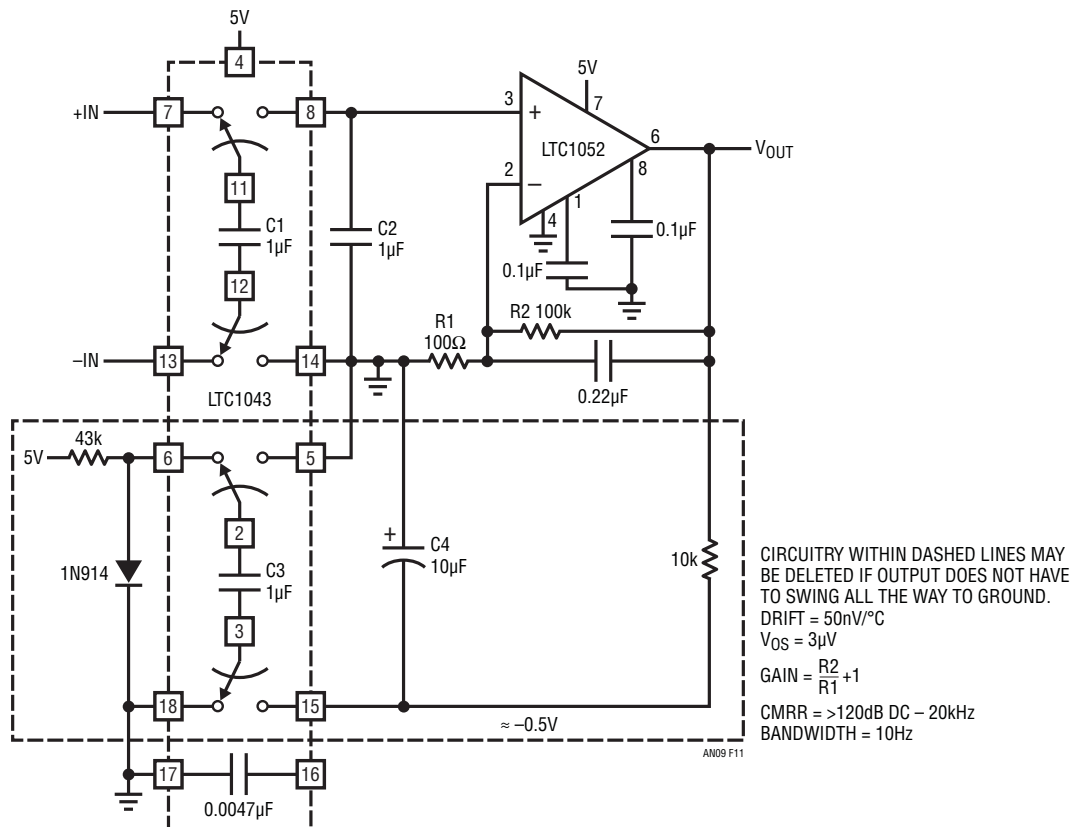 5V
4
+IN
7
8
11
C1
1µF
12
–IN
13
14
LTC1043
C2
1µF
3
+
2
–
LTC1052
5V
7
6
VOUT
8
1
4
0.1µF
0.1µF
R1
100Ω
R2 100k
0.22µF
5V
43k
6
5
2
C3
1µF
3
1N914
18
15
+
C4
10µF
10k
≈ –0.5V
17
16
0.0047µF
CIRCUITRY WITHIN DASHED LINES MAY
BE DELETED IF OUTPUT DOES NOT HAVE
TO SWING ALL THE WAY TO GROUND.
DRIFT = 50nV/°C
VOS = 3µV
GAIN = R2/R1 +1
CMRR = >120dB DC – 20kHz
BANDWIDTH = 10Hz
AN09 F11